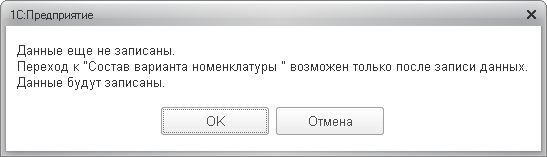 1С:Предприятие
Данные еще не записаны.
Переход к "Состав варианта номенклатуры " возможен только после записи данных.
Данные будут записаны.
OK
Отмена